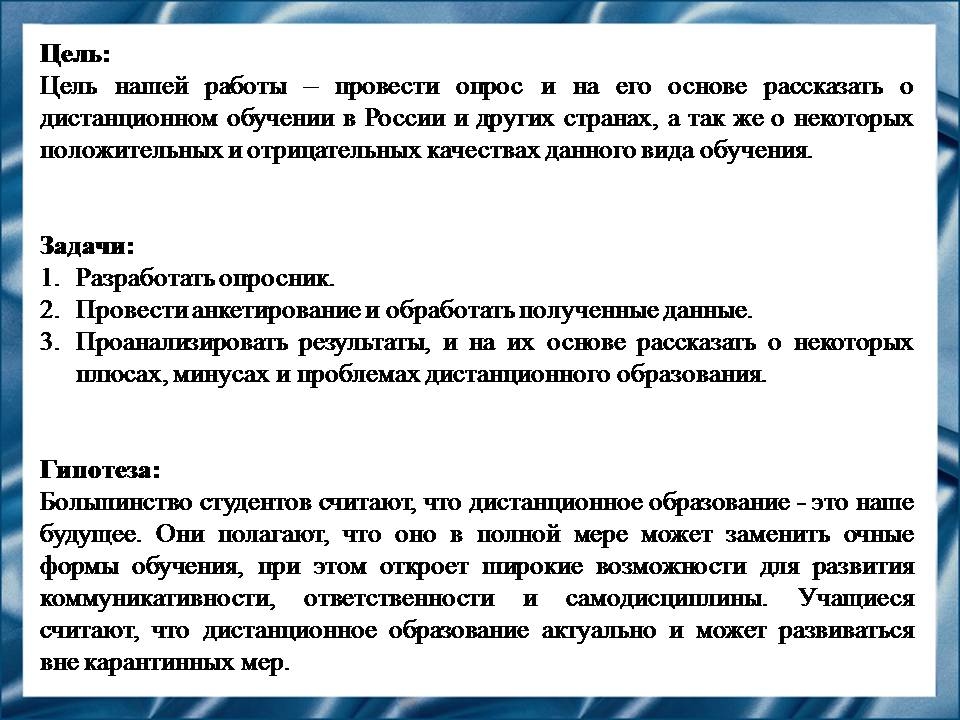 Цель:
Цель нашей работы – провести опрос и на его основе рассказать о
дистанционном обучении в России и других странах, а так же о некоторых
положительных и отрицательных качествах данного вида обучения.
Задачи:
1. Разработать опросник.
2. Провести анкетирование и обработать полученные данные.
3. Проанализировать результаты, и на их основе рассказать о некоторых
плюсах, минусах и проблемах дистанционного образования.
Гипотеза:
Большинство студентов считают, что дистанционное образование - это наше
будущее. Они полагают, что оно в полной мере может заменить очные
формы обучения, при этом откроет широкие возможности для развития
коммуникативности, ответственности и самодисциплины. Учащиеся
считают, что дистанционное образование актуально и может развиваться
вне карантинных мер.